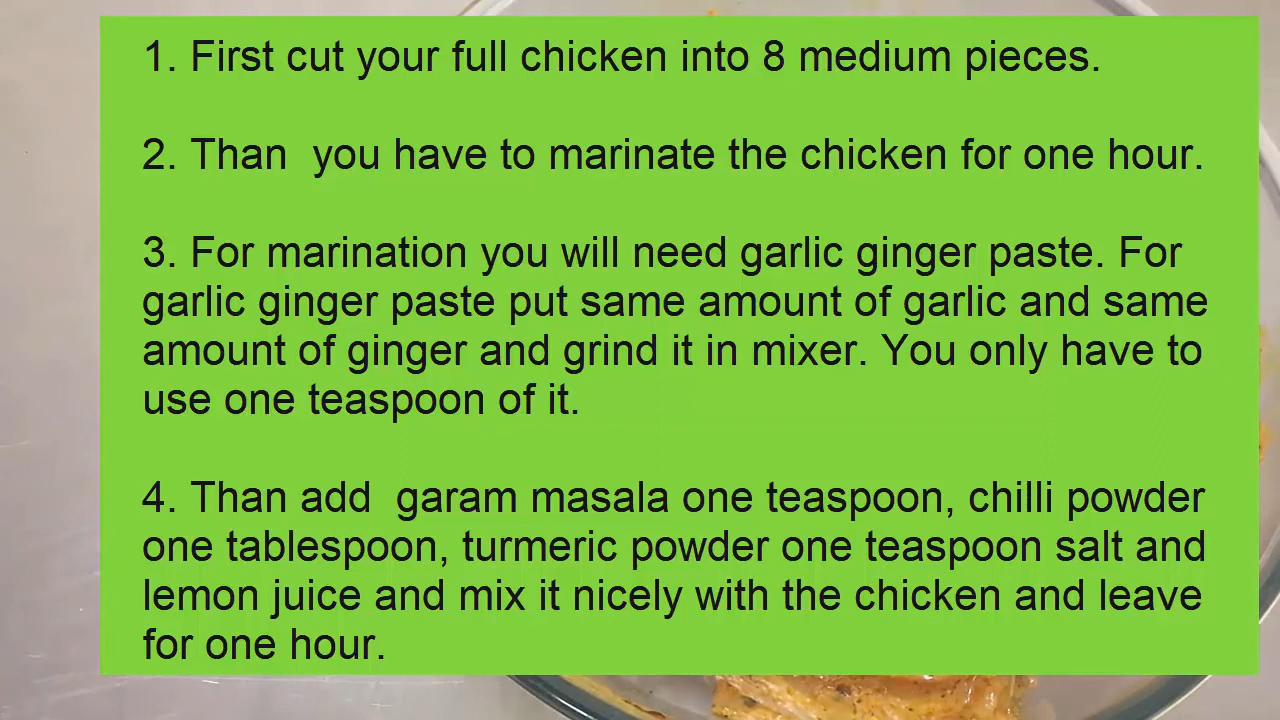 1. First cut your full chicken into 8 medium pieces.
2. Than  you have to marinate the chicken for one hour.
3. For marination you will need garlic ginger paste. For
garlic ginger paste put same amount of garlic and same
amount of ginger and grind it in mixer. You only have to
use one teaspoon of it.
4. Than add  garam masala one teaspoon, chilli powder
one tablespoon, turmeric powder one teaspoon salt and
lemon juice and mix it nicely with the chicken and leave
for one hour.